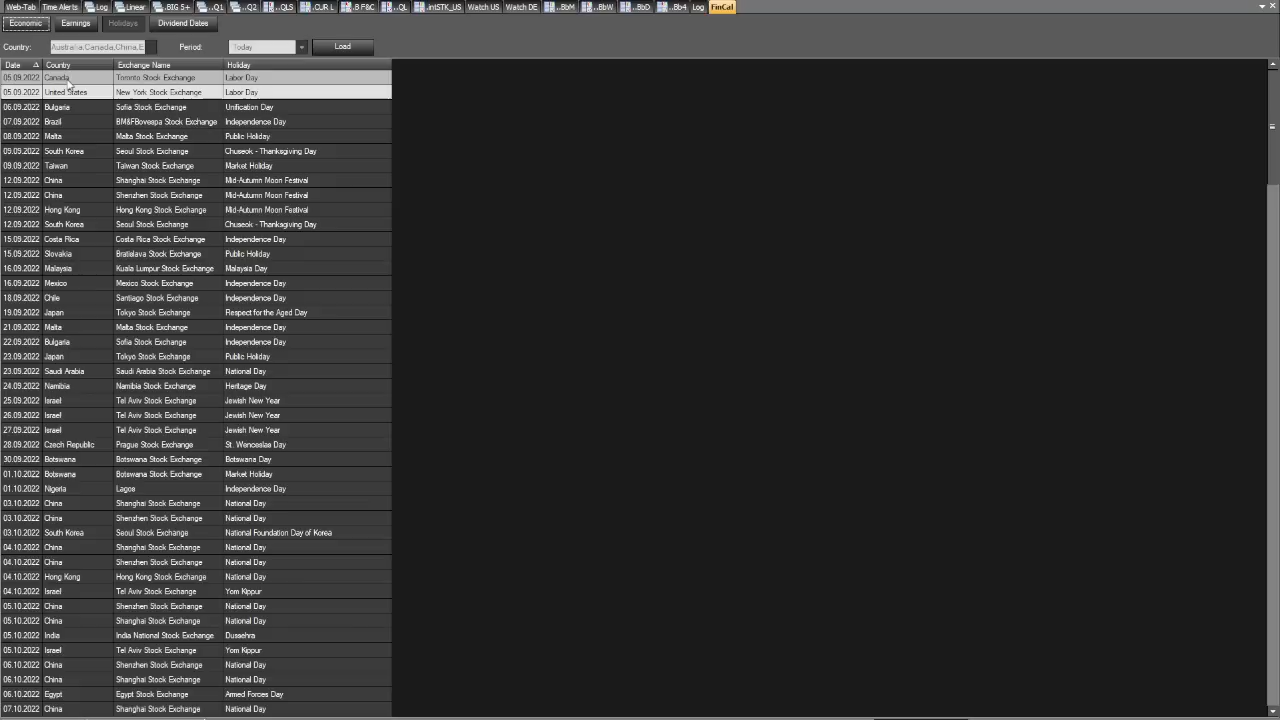 Web-Tab Time Alerts Log Linear BIG 5+ ..Q1 ..Q2 .QLS .CUR L .B F&C .QL .intSTK_US Watch US Watch DE ..BbM ..BbW ..BbD ..Bb4 Log FinCal
Economic Earnings Holidays Dividend Dates
Country: Australia,Canada,China,E Period: Today Load
Date Country Exchange Name Holiday
05.09.2022 Canada Toronto Stock Exchange Labor Day
05.09.2022 United States New York Stock Exchange Labor Day
06.09.2022 Bulgaria Sofia Stock Exchange Unification Day
07.09.2022 Brazil BM&FBovespa Stock Exchange Independence Day
08.09.2022 Malta Malta Stock Exchange Public Holiday
09.09.2022 South Korea Seoul Stock Exchange Chuseok - Thanksgiving Day
09.09.2022 Taiwan Taiwan Stock Exchange Market Holiday
12.09.2022 China Shanghai Stock Exchange Mid-Autumn Moon Festival
12.09.2022 China Shenzhen Stock Exchange Mid-Autumn Moon Festival
12.09.2022 Hong Kong Hong Kong Stock Exchange Mid-Autumn Moon Festival
12.09.2022 South Korea Seoul Stock Exchange Chuseok - Thanksgiving Day
15.09.2022 Costa Rica Costa Rica Stock Exchange Independence Day
15.09.2022 Slovakia Bratislava Stock Exchange Public Holiday
16.09.2022 Malaysia Kuala Lumpur Stock Exchange Malaysia Day
16.09.2022 Mexico Mexico Stock Exchange Independence Day
18.09.2022 Chile Santiago Stock Exchange Independence Day
19.09.2022 Japan Tokyo Stock Exchange Respect for the Aged Day
21.09.2022 Malta Malta Stock Exchange Independence Day
22.09.2022 Bulgaria Sofia Stock Exchange Independence Day
23.09.2022 Japan Tokyo Stock Exchange Public Holiday
23.09.2022 Saudi Arabia Saudi Arabia Stock Exchange National Day
24.09.2022 Namibia Namibia Stock Exchange Heritage Day
25.09.2022 Israel Tel Aviv Stock Exchange Jewish New Year
26.09.2022 Israel Tel Aviv Stock Exchange Jewish New Year
27.09.2022 Israel Tel Aviv Stock Exchange Jewish New Year
28.09.2022 Czech Republic Prague Stock Exchange St. Wenceslas Day
30.09.2022 Botswana Botswana Stock Exchange Botswana Day
01.10.2022 Botswana Botswana Stock Exchange Market Holiday
01.10.2022 Nigeria Lagos Independence Day
03.10.2022 China Shanghai Stock Exchange National Day
03.10.2022 China Shenzhen Stock Exchange National Day
03.10.2022 South Korea Seoul Stock Exchange National Foundation Day of Korea
04.10.2022 China Shanghai Stock Exchange National Day
04.10.2022 China Shenzhen Stock Exchange National Day
04.10.2022 Hong Kong Hong Kong Stock Exchange National Day
04.10.2022 Israel Tel Aviv Stock Exchange Yom Kippur
05.10.2022 China Shenzhen Stock Exchange National Day
05.10.2022 China Shanghai Stock Exchange National Day
05.10.2022 India India National Stock Exchange Dussehra
05.10.2022 Israel Tel Aviv Stock Exchange Yom Kippur
06.10.2022 China Shenzhen Stock Exchange National Day
06.10.2022 China Shanghai Stock Exchange National Day
06.10.2022 Egypt Egypt Stock Exchange Armed Forces Day
07.10.2022 China Shanghai Stock Exchange National Day